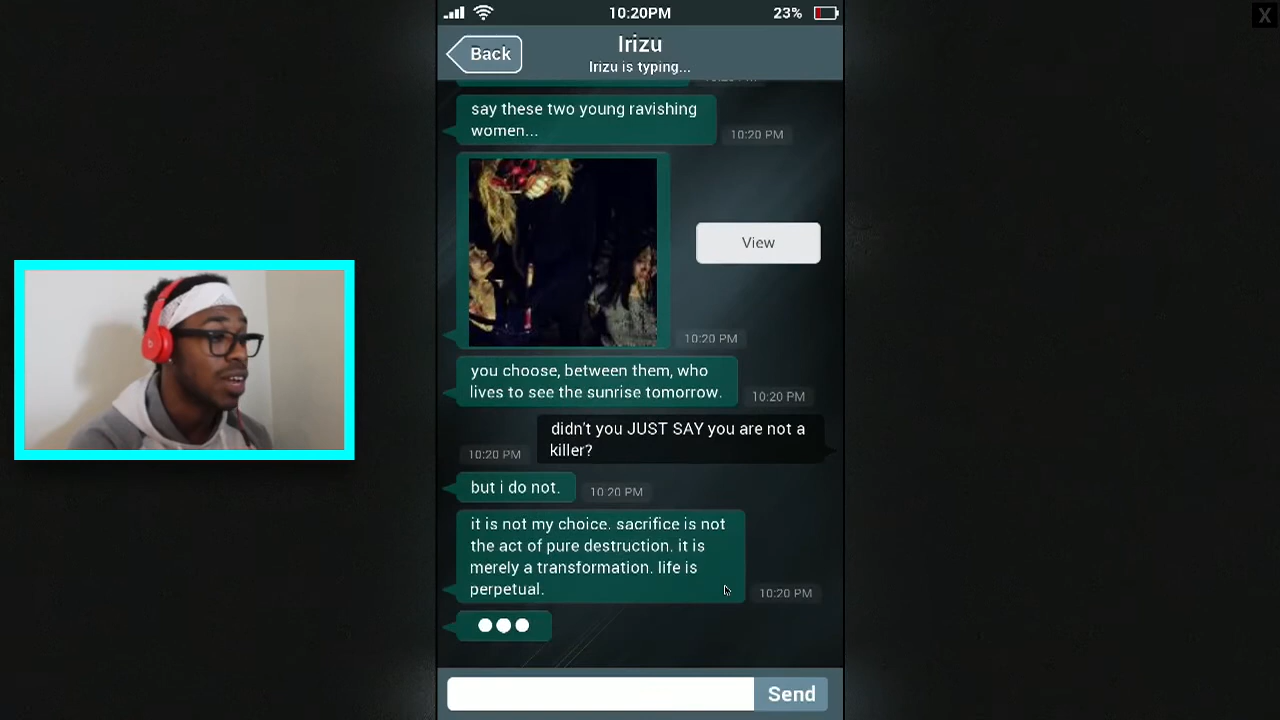 10:20PM
23%
X
Back
Irizu
Irizu is typing...
say these two young ravishing
women...
10:20 PM
View
10:20 PM
you choose, between them, who
lives to see the sunrise tomorrow.
10:20 PM
didn't you JUST SAY you are not a
killer?
10:20 PM
but i do not.
10:20 PM
it is not my choice. sacrifice is not
the act of pure destruction. it is
merely a transformation. life is
perpetual.
10:20 PM
Send